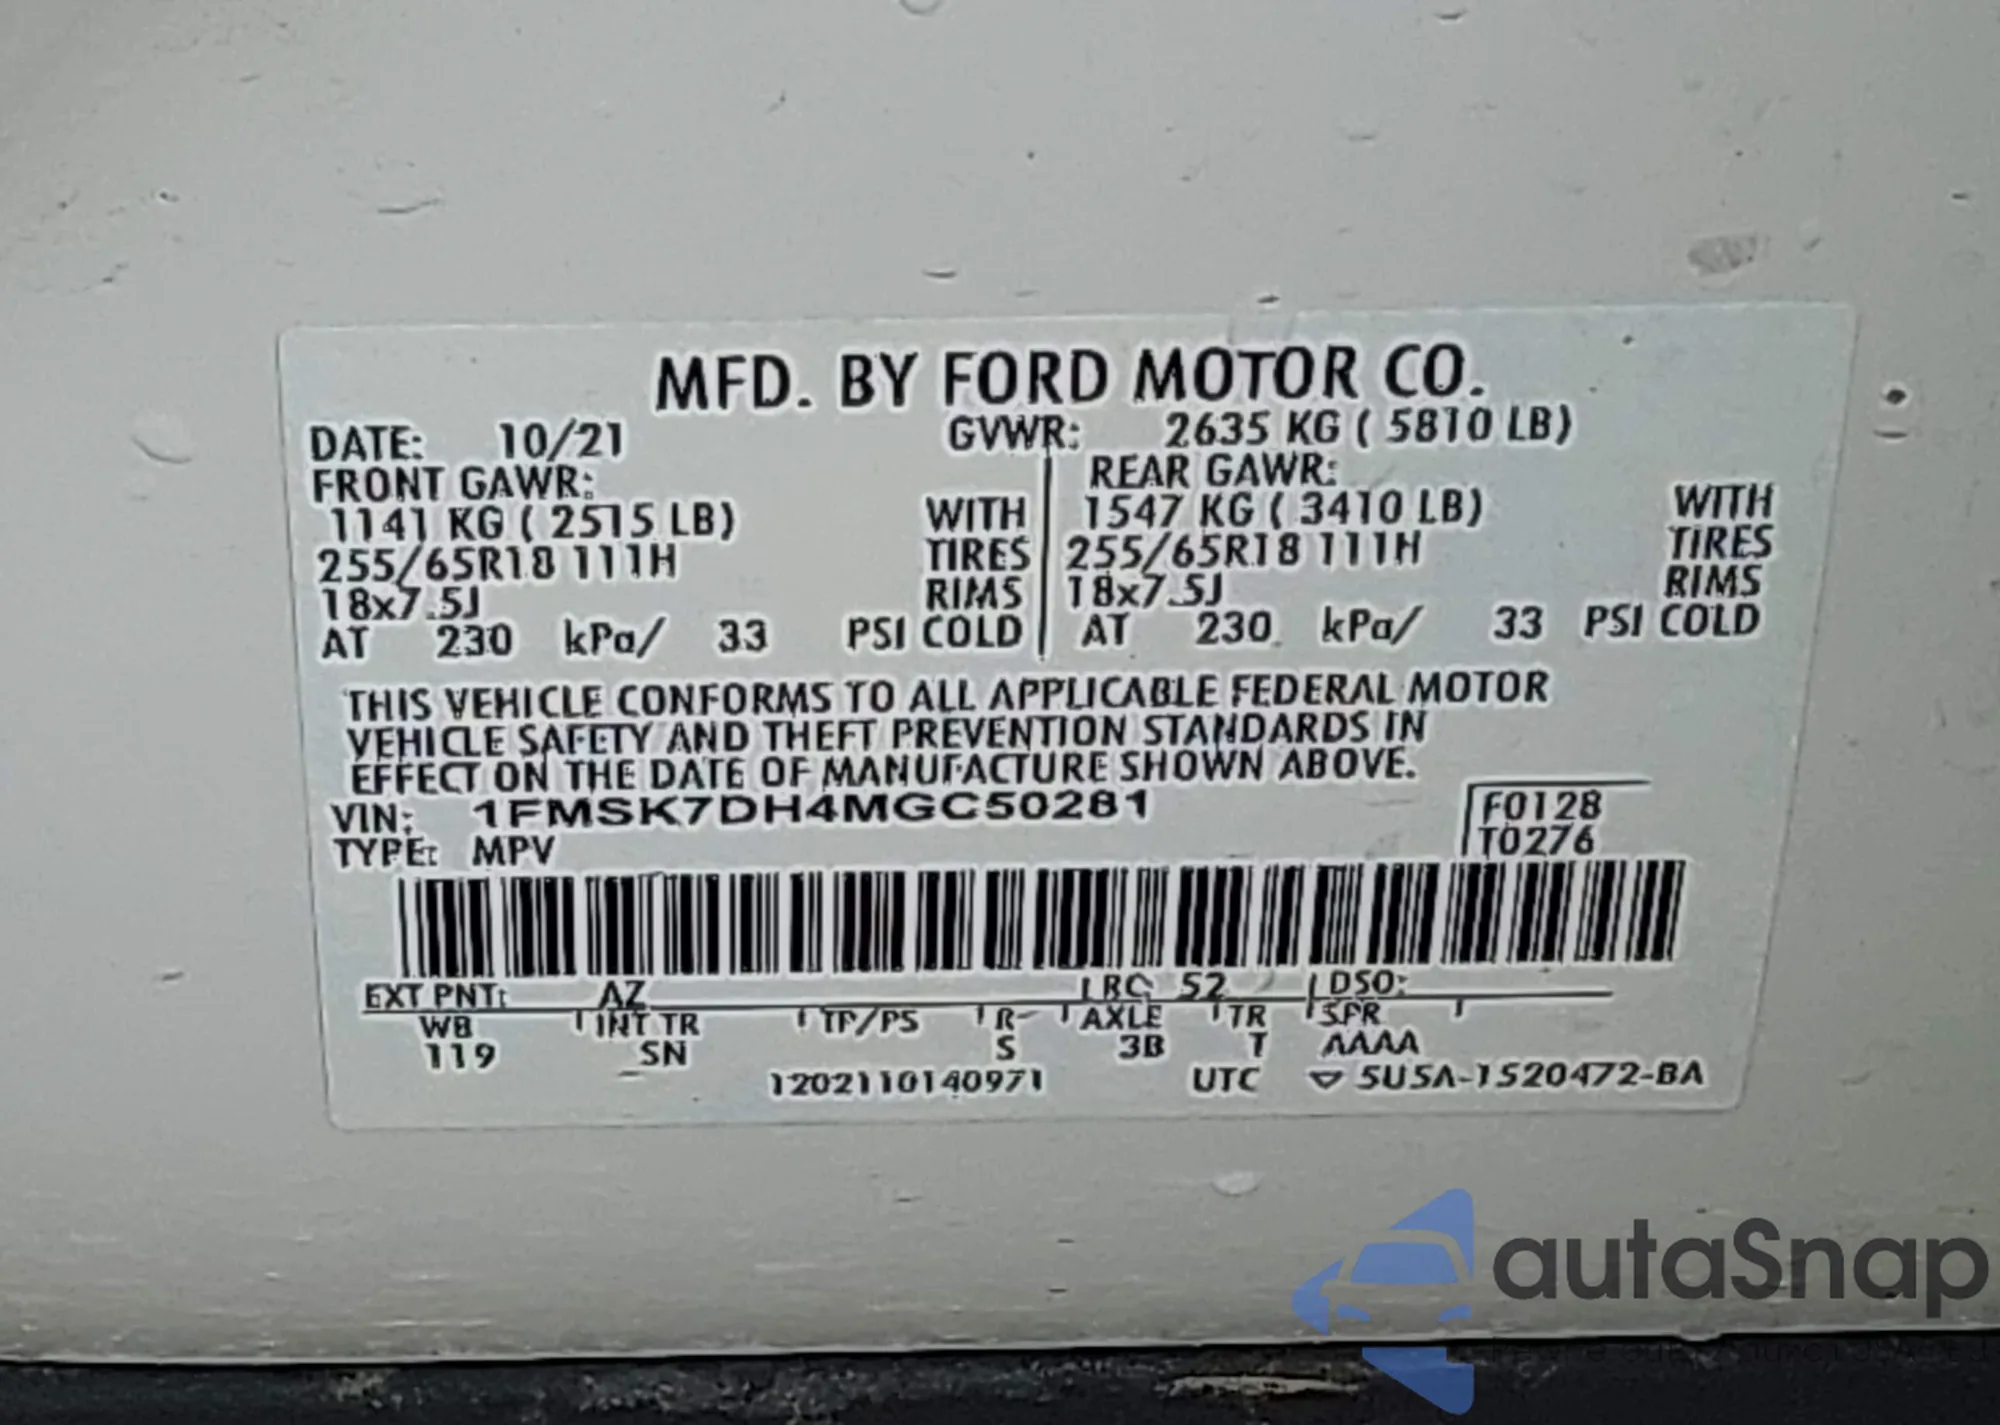 MFD. BY FORD MOTOR CO.
DATE: 10/21 GVWR: 2635 KG ( 5810 LB)
FRONT GAWR: REAR GAWR:
1141 KG ( 2515 LB) WITH 1547 KG ( 3410 LB) WITH
255/65R18 111H TIRES 255/65R18 111H TIRES
18x7.5J RIMS 18x7.5J RIMS
AT 230 kPa/ 33 PSI COLD AT 230 kPa/ 33 PSI COLD
THIS VEHICLE CONFORMS TO ALL APPLICABLE FEDERAL MOTOR
VEHICLE SAFETY AND THEFT PREVENTION STANDARDS IN
EFFECT ON THE DATE OF MANUFACTURE SHOWN ABOVE.
VIN: 1FMSK7DH4MGC50281 F0128
TYPE: MPV T0276
EXT PNT: AZ RC 52 DSO:
WB INT TR TP/PS R AXLE TR SPR
119 SN S 3B T AAAA
1202110140971 UTC ▽ 5U5A-1520472-BA
autaSnap